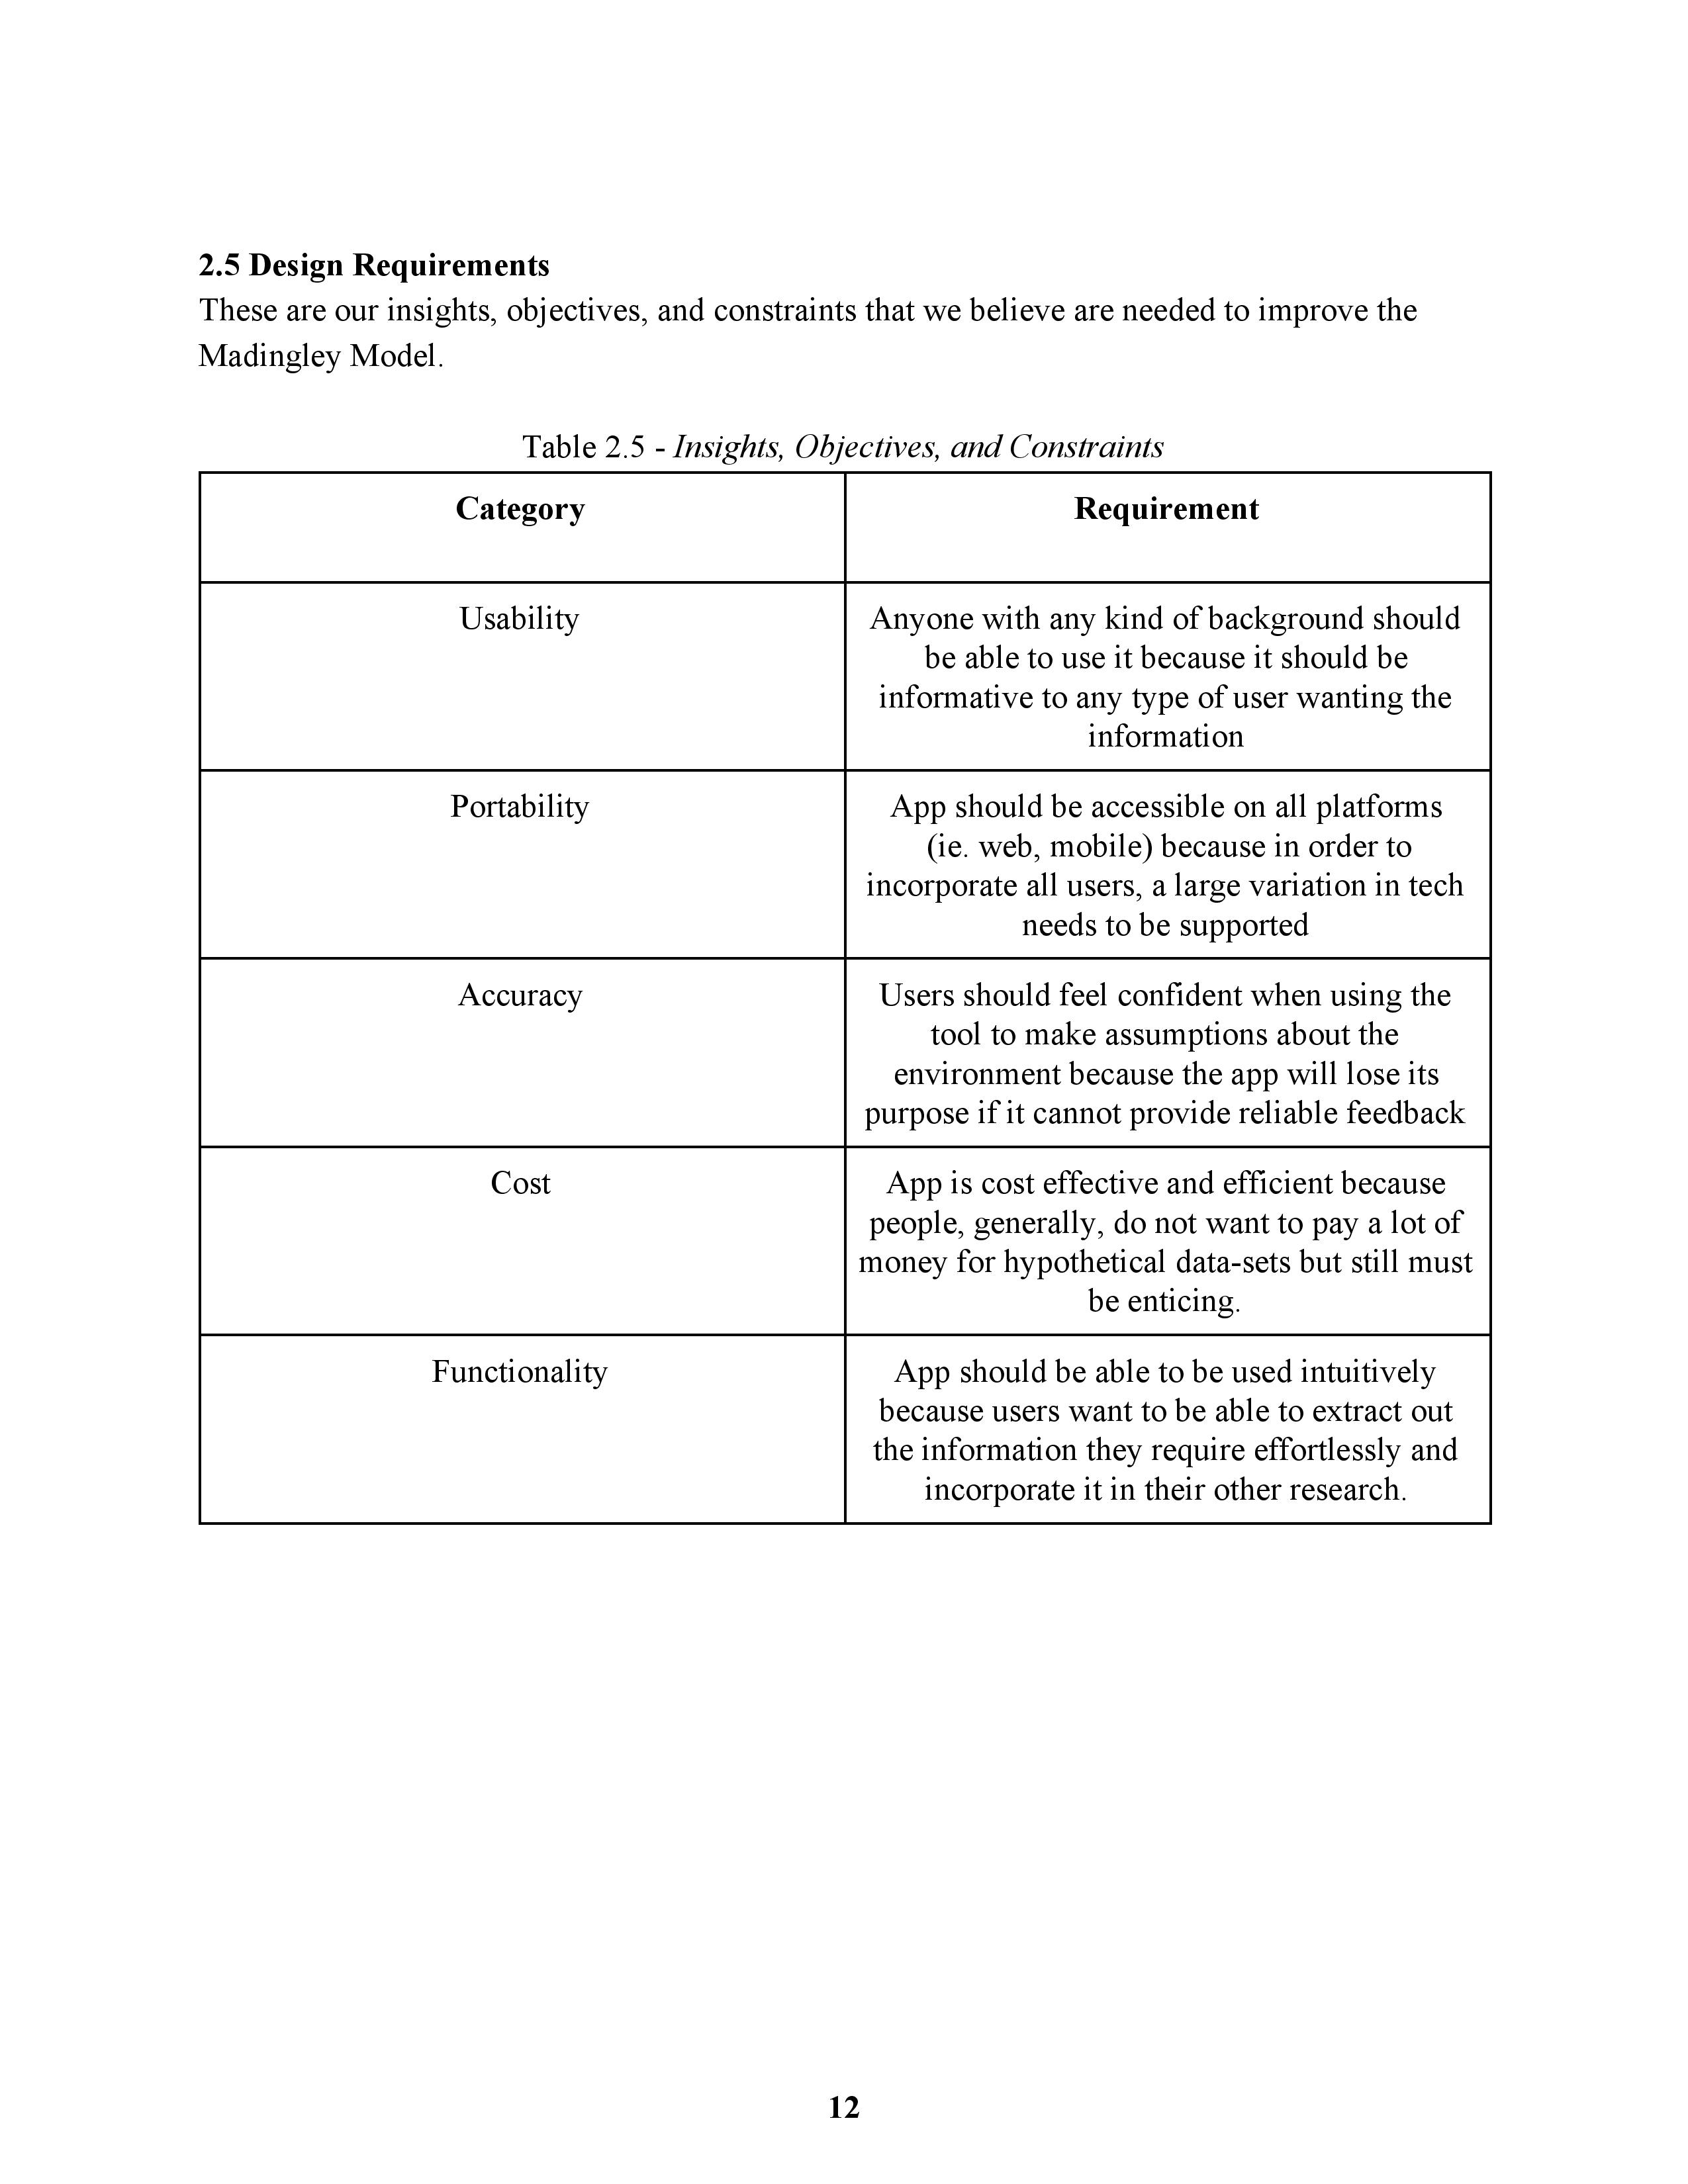 2.5 Design Requirements
These are our insights, objectives, and constraints that we believe are needed to improve the
Madingley Model.
Table 2.5 - Insights, Objectives, and Constraints
Category
Requirement
Usability
Anyone with any kind of background should
be able to use it because it should be
informative to any type of user wanting the
information
Portability
App should be accessible on all platforms
(ie. web, mobile) because in order to
incorporate all users, a large variation in tech
needs to be supported
Accuracy
Users should feel confident when using the
tool to make assumptions about the
environment because the app will lose its
purpose if it cannot provide reliable feedback
Cost
App is cost effective and efficient because
people, generally, do not want to pay a lot of
money for hypothetical data-sets but still must
be enticing.
Functionality
App should be able to be used intuitively
because users want to be able to extract out
the information they require effortlessly and
incorporate it in their other research.
12